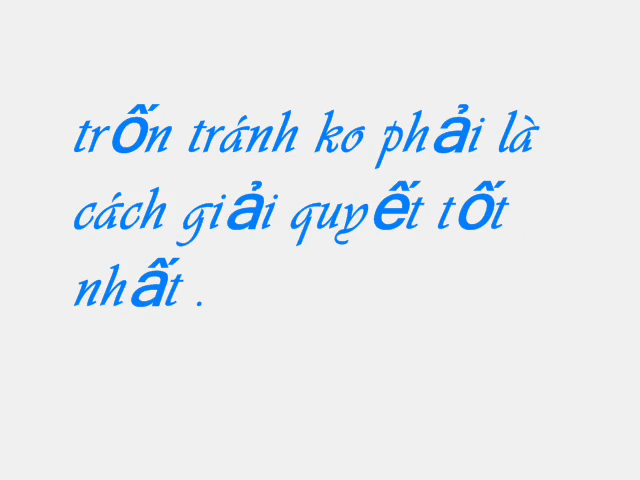 trốn tránh ko phải là
cách giải quyết tốt
nhất .